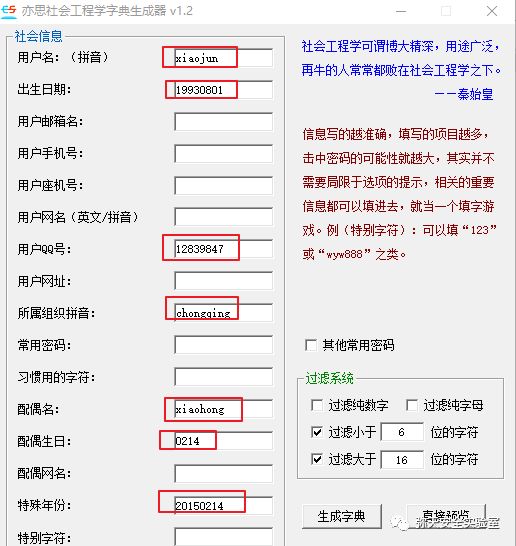 亦思社会工程学字典生成器 v1.2
社会信息
用户名：（拼音） xiaojun
出生日期： 19930801
用户邮箱名：
用户手机号：
用户座机号：
用户网名（英文/拼音）
用户QQ号： 12839847
用户网址：
所属组织拼音： chongqing
常用密码：
习惯用的字符：
配偶名： xiaohong
配偶生日： 0214
配偶网名：
特殊年份： 20150214
特别字符：
社会工程学可谓博大精深，用途广泛，
再牛的人常常都败在社会工程学之下。
——秦始皇
信息写的越准确，填写的项目越多，
击中密码的可能性就越大，其实并不
需要局限于选项的提示，相关的重要
信息都可以填进去，就当一个填字游
戏。例（特别字符）：可以填“123”
或“wyw888”之类。
其他常用密码
过滤系统
过滤纯数字 过滤纯字母
过滤小于 6 位的字符
过滤大于 16 位的字符
生成字典 直接预览
安全实验室